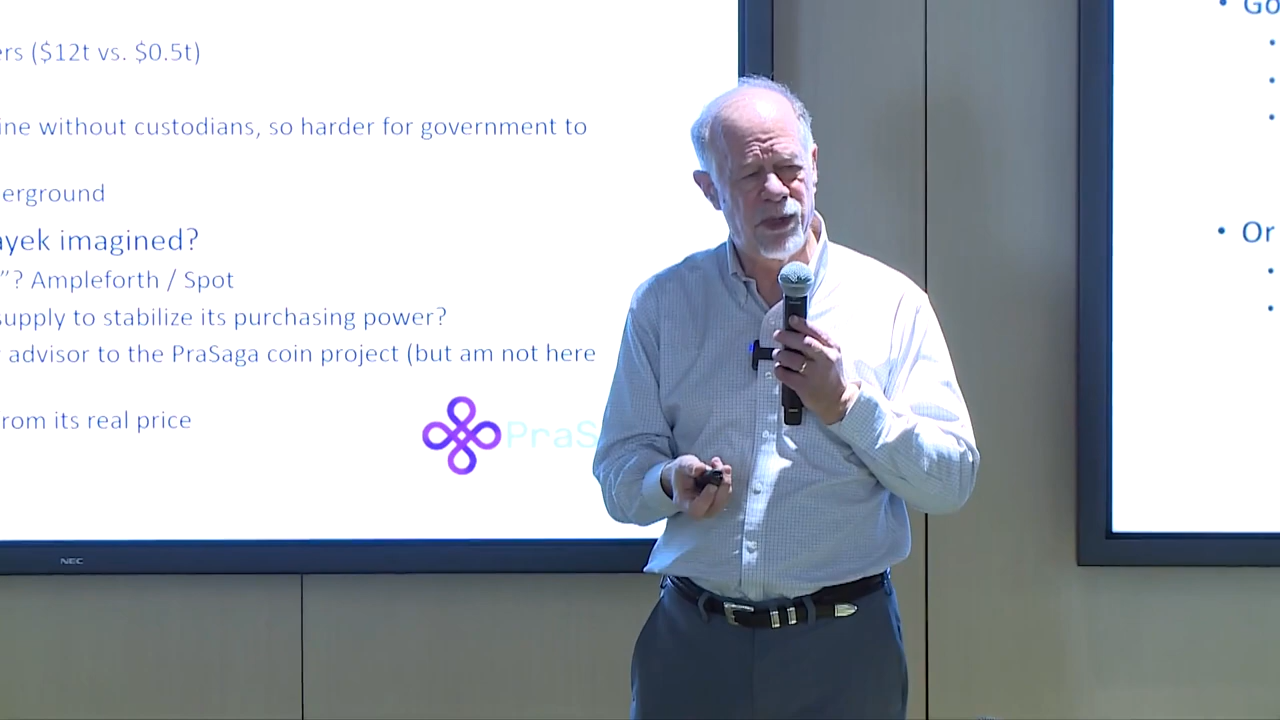 ers ($12t vs. $0.5t)
ine without custodians, so harder for government to
erground
ayek imagined?
"? Ampleforth / Spot
supply to stabilize its purchasing power?
advisor to the PraSaga coin project (but am not here
rom its real price
PraS
NEC
• Go
• Or